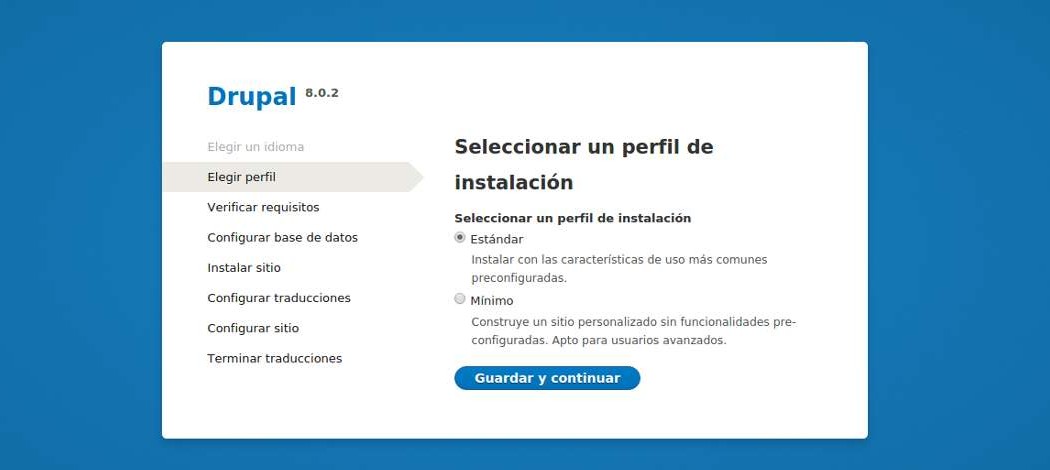 Drupal 8.0.2
Elegir un idioma
Elegir perfil
Verificar requisitos
Configurar base de datos
Instalar sitio
Configurar traducciones
Configurar sitio
Terminar traducciones
Seleccionar un perfil de
instalación
Seleccionar un perfil de instalación
Estándar
Instalar con las características de uso más comunes
preconfiguradas.
Mínimo
Construye un sitio personalizado sin funcionalidades pre-
configuradas. Apto para usuarios avanzados.
Guardar y continuar